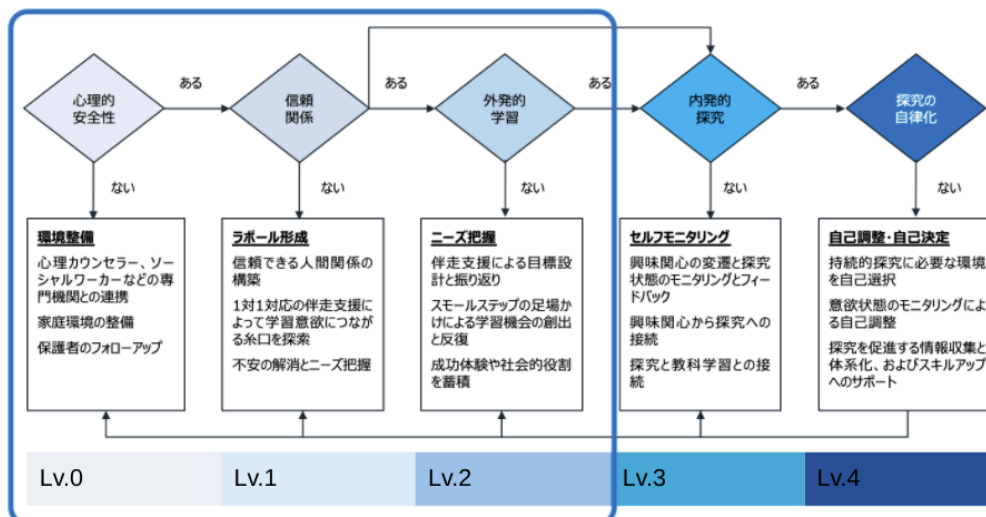 心理的
安全性
ある
信頼
関係
ある
外発的
学習
ある
内発的
探究
ある
探究の
自律化
ない
ない
ない
ない
ない
環境整備
心理カウンセラー、ソー
シャルワーカーなどの専
門機関との連携
家庭環境の整備
保護者のフォローアップ
ラポール形成
信頼できる人間関係の
構築
1対1対応の伴走支援に
よって学習意欲につなが
る糸口を探索
不安の解消とニーズ把握
ニーズ把握
伴走支援による目標設
計と振り返り
スモールステップの足場か
けによる学習機会の創出
と反復
成功体験や社会的役割
を蓄積
セルフモニタリング
興味関心の変遷と探究
状態のモニタリングとフィー
ドバック
興味関心から探究への
接続
探究と教科学習との接
続
自己調整・自己決定
持続的探究に必要な環境
を自己選択
意欲状態のモニタリングによ
る自己調整
探究を促進する情報収集と
体系化、およびスキルアップ
へのサポート
Lv.0
Lv.1
Lv.2
Lv.3
Lv.4